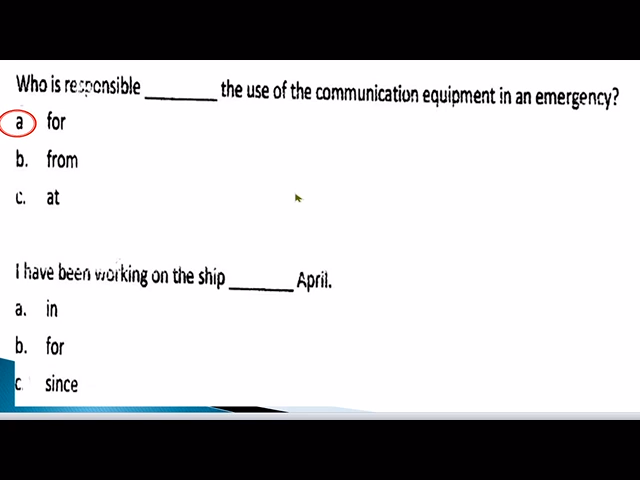 Who is responsible ________ the use of the communication equipment in an emergency?
a for
b. from
c. at
I have been working on the ship _______ April.
a. in
b. for
c. since